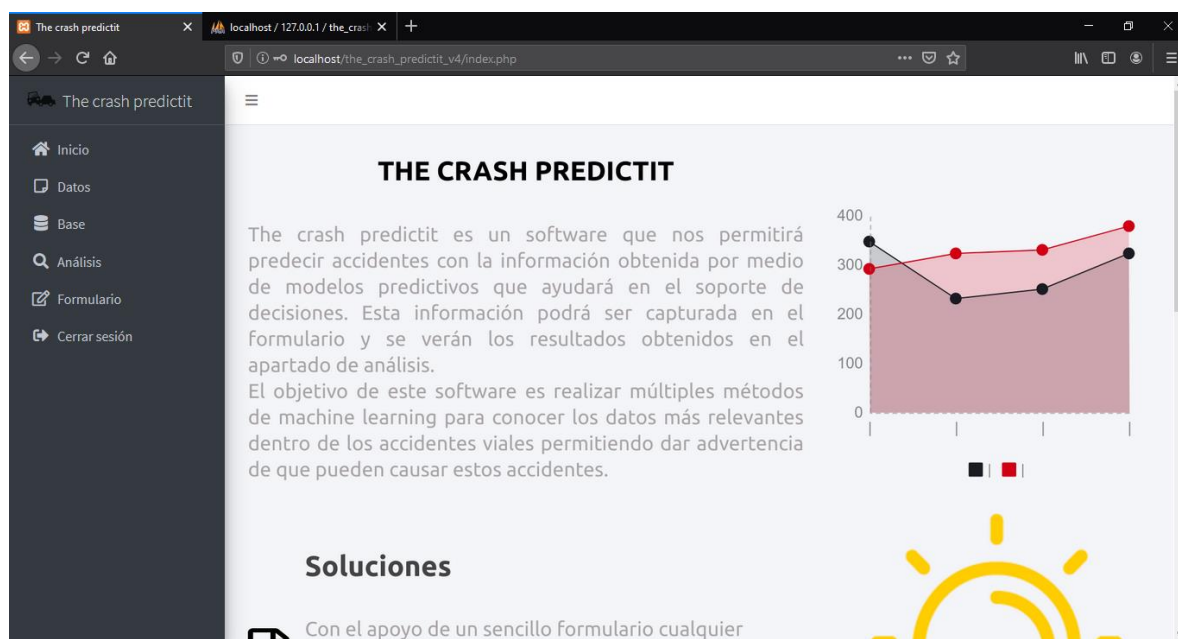 The crash predictit
localhost / 127.0.0.1 / the_crash
localhost/the_crash_predictit_v4/index.php
The crash predictit
Inicio
Datos
Base
Análisis
Formulario
Cerrar sesión
THE CRASH PREDICTIT
The crash predictit es un software que nos permitirá
predecir accidentes con la información obtenida por medio
de modelos predictivos que ayudará en el soporte de
decisiones. Esta información podrá ser capturada en el
formulario y se verán los resultados obtenidos en el
apartado de análisis.
El objetivo de este software es realizar múltiples métodos
de machine learning para conocer los datos más relevantes
dentro de los accidentes viales permitiendo dar advertencia
de que pueden causar estos accidentes.
400
300
200
100
0
Soluciones
Con el apoyo de un sencillo formulario cualquier